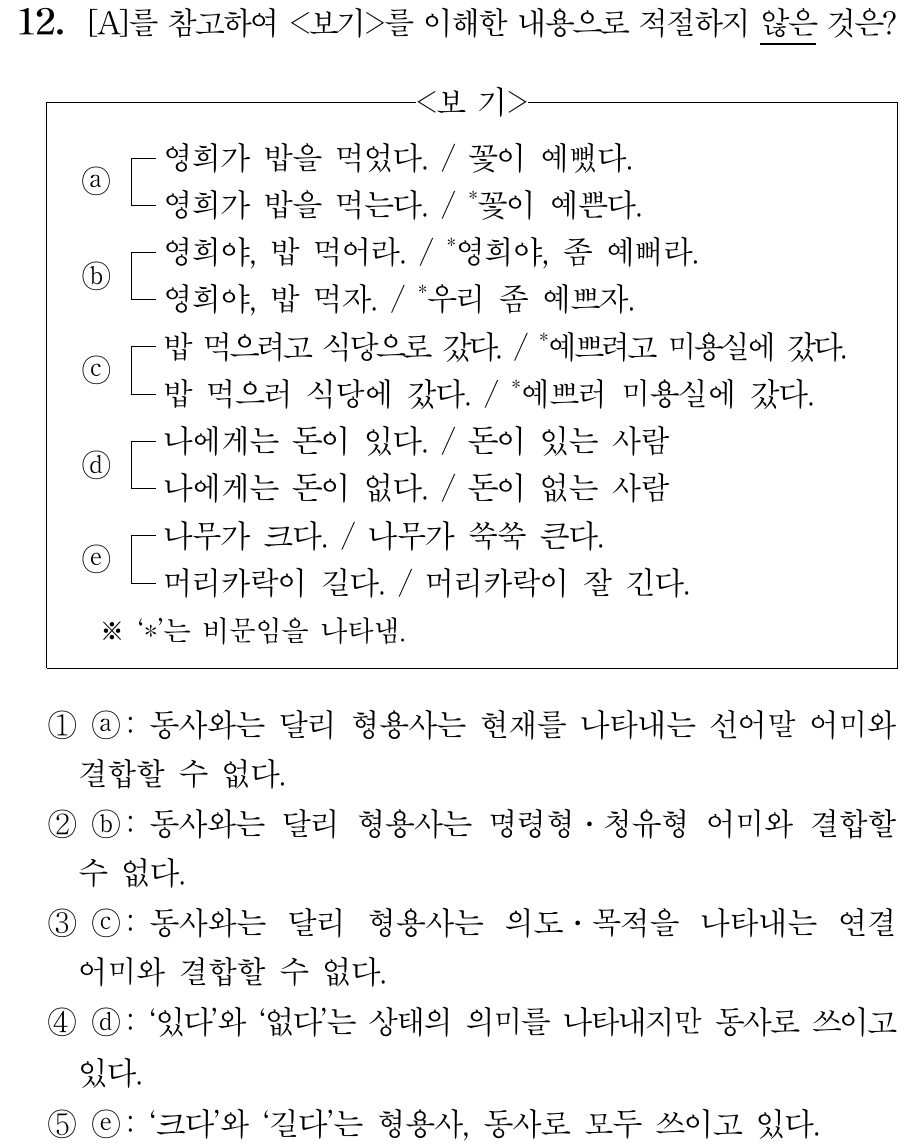 12. [A]를 참고하여 <보기>를 이해한 내용으로 적절하지 않은 것은?
<보 기>
ⓐ 영희가 밥을 먹었다. / 꽃이 예뻤다.
영희가 밥을 먹는다. / *꽃이 예쁜다.
ⓑ 영희야, 밥 먹어라. / *영희야, 좀 예뻐라.
영희야, 밥 먹자. / *우리 좀 예쁘자.
ⓒ 밥 먹으려고 식당으로 갔다. / *예쁘려고 미용실에 갔다.
밥 먹으러 식당에 갔다. / *예쁘러 미용실에 갔다.
ⓓ 나에게는 돈이 있다. / 돈이 있는 사람
나에게는 돈이 없다. / 돈이 없는 사람
ⓔ 나무가 크다. / 나무가 쑥쑥 큰다.
머리카락이 길다. / 머리카락이 잘 긴다.
※ ‘*’는 비문임을 나타냄.
① ⓐ: 동사와는 달리 형용사는 현재를 나타내는 선어말 어미와
결합할 수 없다.
② ⓑ: 동사와는 달리 형용사는 명령형·청유형 어미와 결합할
수 없다.
③ ⓒ: 동사와는 달리 형용사는 의도·목적을 나타내는 연결
어미와 결합할 수 없다.
④ ⓓ: ‘있다’와 ‘없다’는 상태의 의미를 나타내지만 동사로 쓰이고
있다.
⑤ ⓔ: ‘크다’와 ‘길다’는 형용사, 동사로 모두 쓰이고 있다.